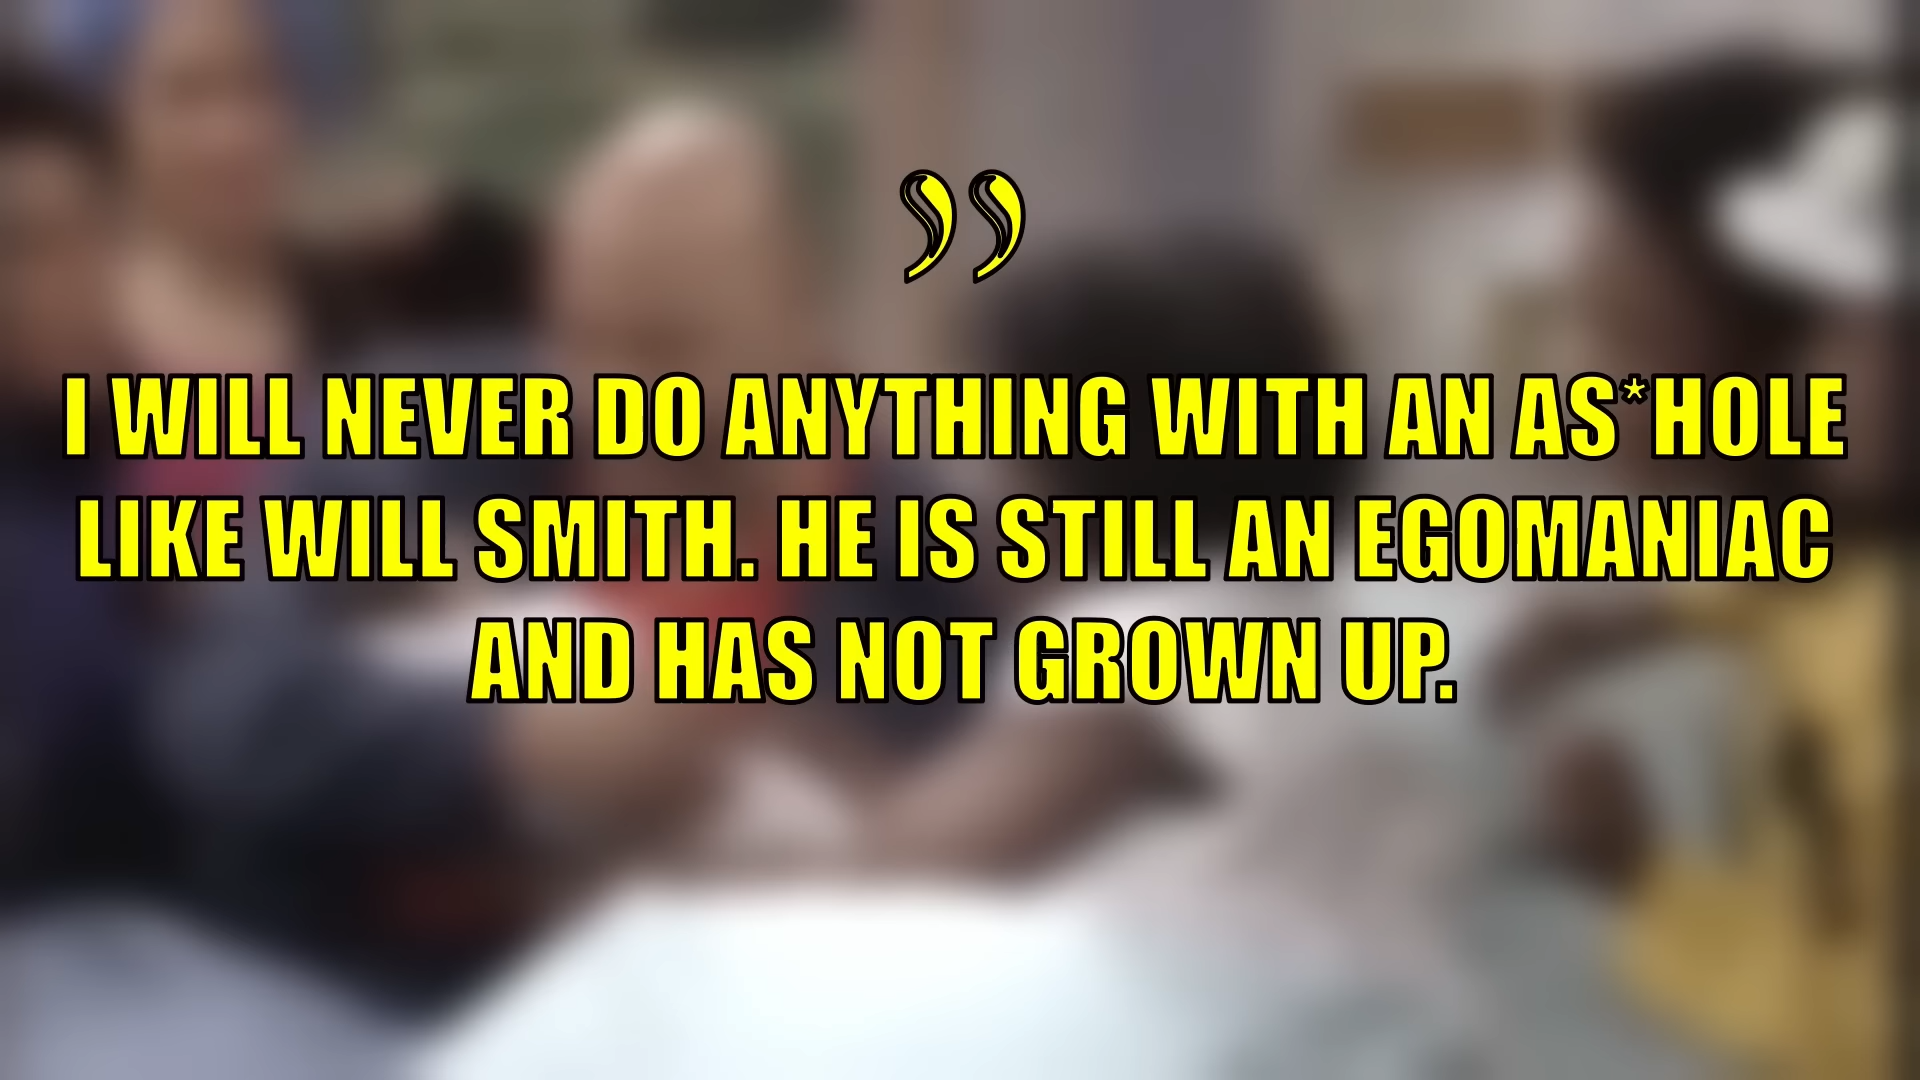 ”
I WILL NEVER DO ANYTHING WITH AN AS*HOLE
LIKE WILL SMITH. HE IS STILL AN EGOMANIAC
AND HAS NOT GROWN UP.